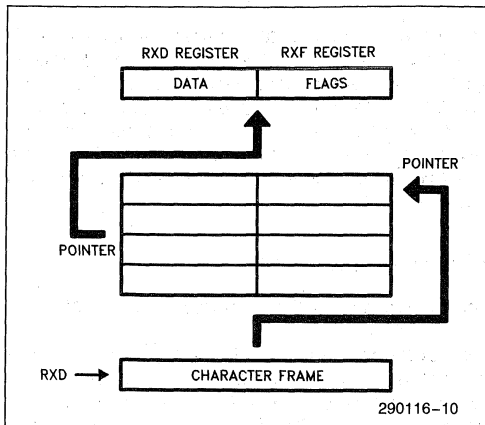 RXD REGISTER RXF REGISTER
DATA FLAGS
POINTER
POINTER
RXD
CHARACTER FRAME
290116-10